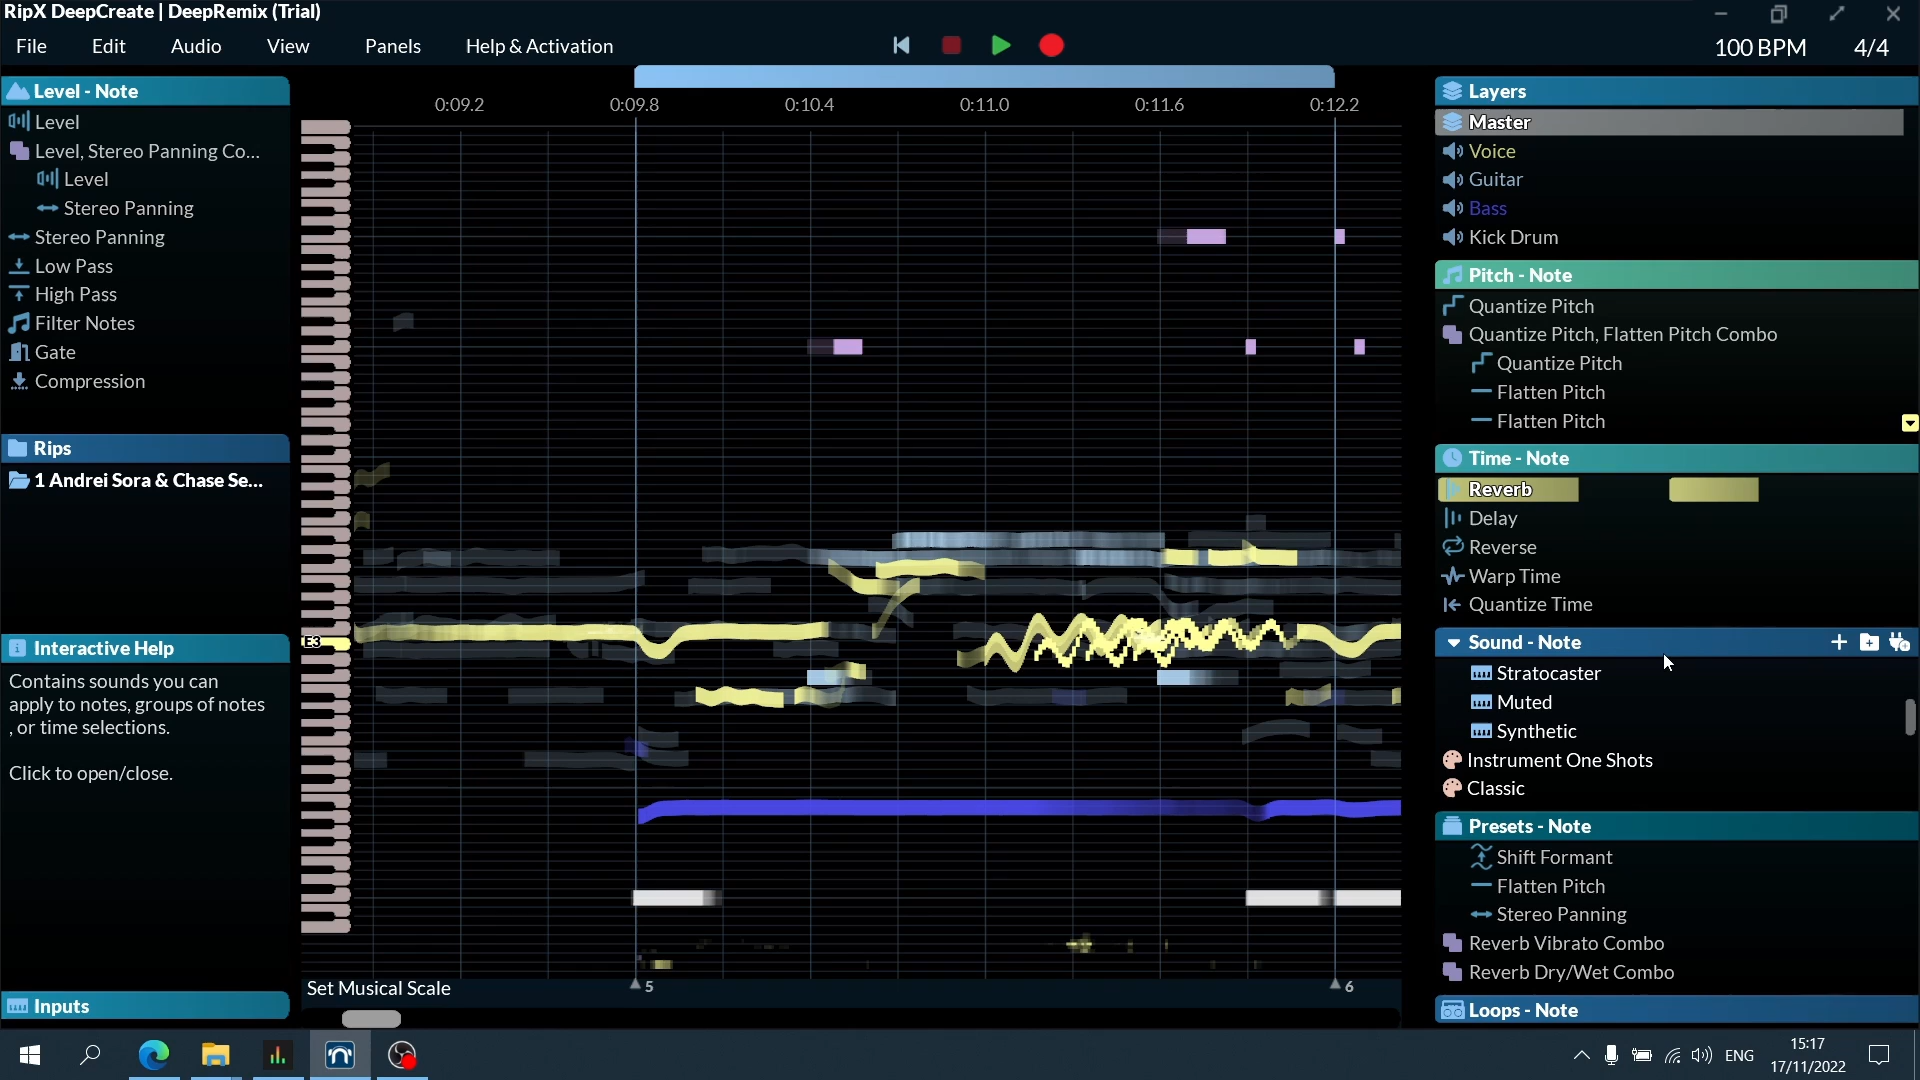 RipX DeepCreate | DeepRemix (Trial)
File Edit Audio View Panels Help & Activation
100 BPM 4/4
Level - Note
Level
Level, Stereo Panning Co...
Level
Stereo Panning
Stereo Panning
Low Pass
High Pass
Filter Notes
Gate
Compression
Rips
1 Andrei Sora & Chase Se...
Interactive Help
Contains sounds you can
apply to notes, groups of notes
, or time selections.
Click to open/close.
Inputs
0:09.2 0:09.8 0:10.4 0:11.0 0:11.6 0:12.2
E3
Set Musical Scale
5 6
Layers
Master
Voice
Guitar
Bass
Kick Drum
Pitch - Note
Quantize Pitch
Quantize Pitch, Flatten Pitch Combo
Quantize Pitch
Flatten Pitch
Flatten Pitch
Time - Note
Reverb
Delay
Reverse
Warp Time
Quantize Time
Sound - Note
Stratocaster
Muted
Synthetic
Instrument One Shots
Classic
Presets - Note
Shift Formant
Flatten Pitch
Stereo Panning
Reverb Vibrato Combo
Reverb Dry/Wet Combo
Loops - Note
ENG
15:17
17/11/2022